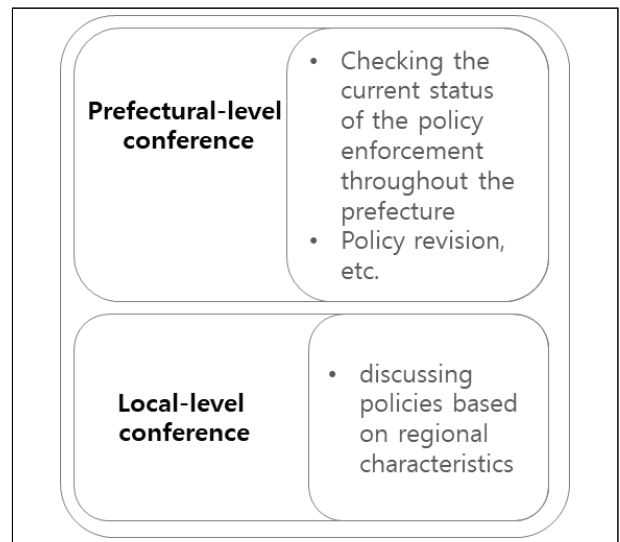 Prefectural-level
conference
• Checking the
current status
of the policy
enforcement
throughout the
prefecture
• Policy revision,
etc.
Local-level
conference
• discussing
policies based
on regional
characteristics